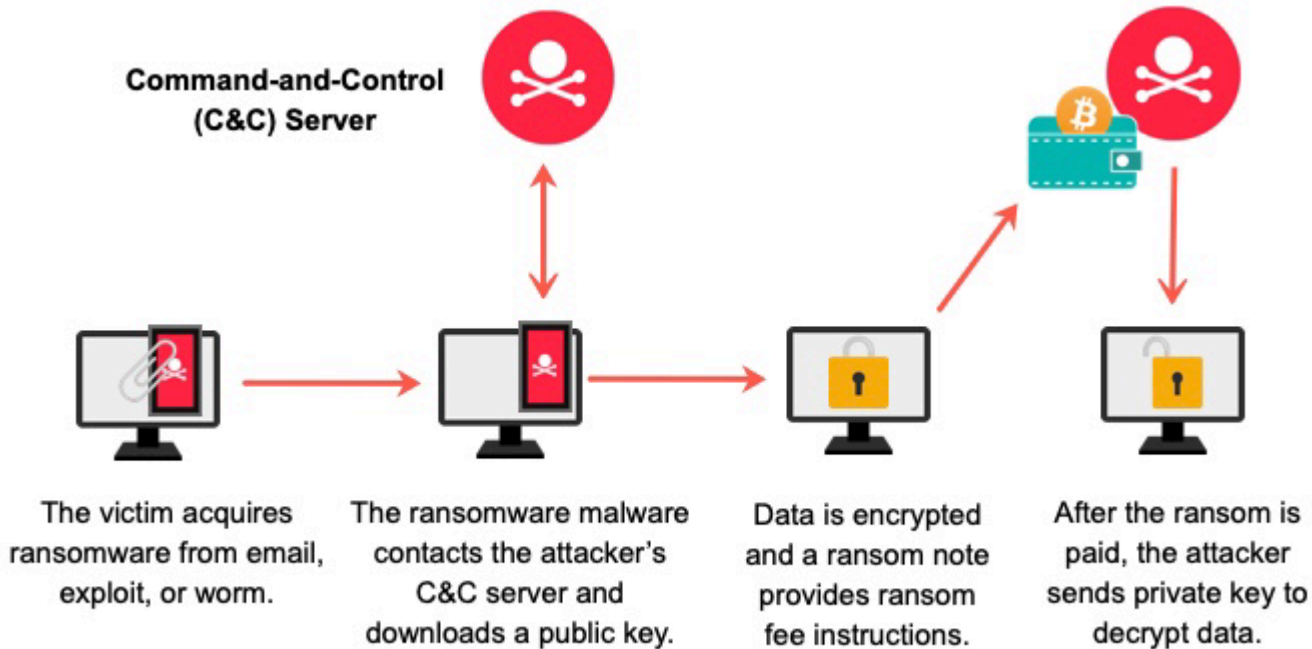 Command-and-Control
(C&C) Server
The victim acquires
ransomware from email,
exploit, or worm.
The ransomware malware
contacts the attacker’s
C&C server and
downloads a public key.
Data is encrypted
and a ransom note
provides ransom
fee instructions.
After the ransom is
paid, the attacker
sends private key to
decrypt data.